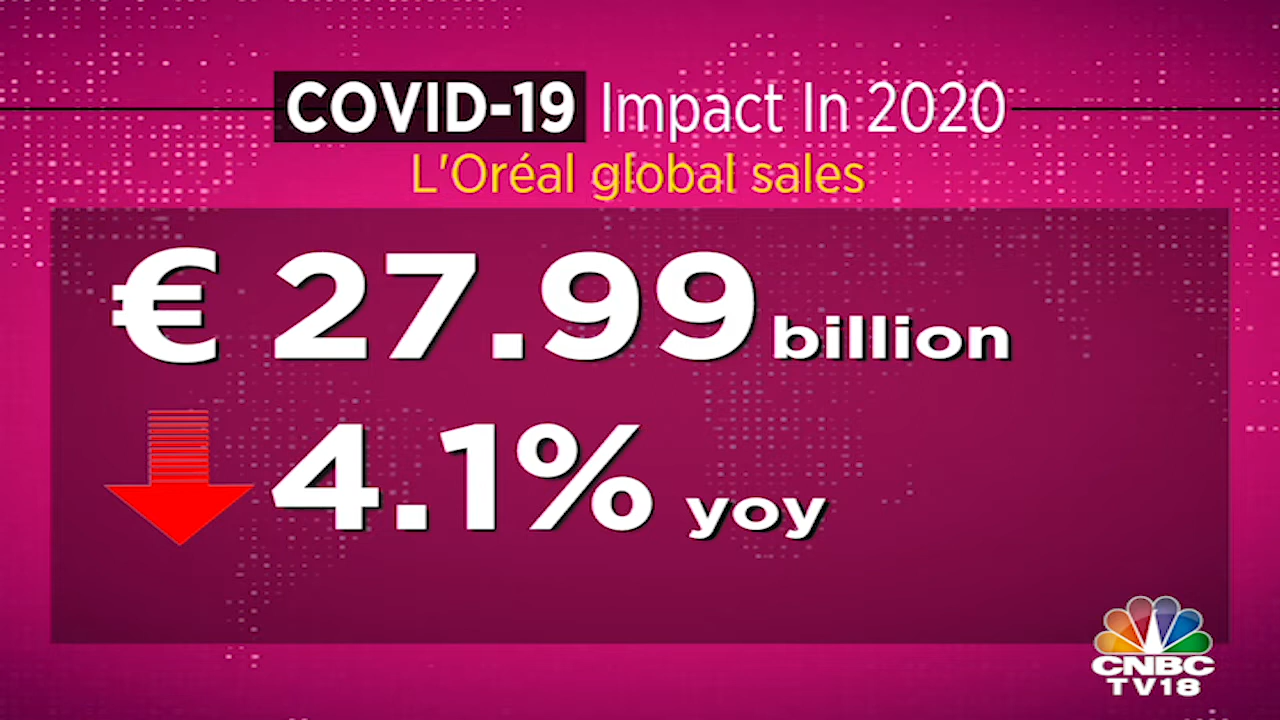 COVID-19 Impact In 2020
L'Oréal global sales
€ 27.99 billion
4.1% yoy
CNBC
TV18